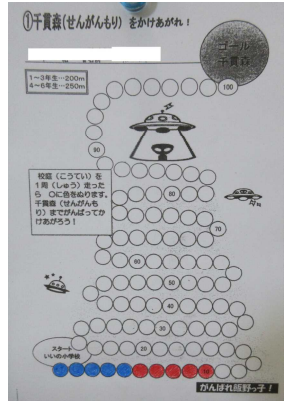 ①千貫森(せんがんもり)をかけあがれ!
ゴール
千貫森
1～3年生…200m
4～6年生…250m
100
90
校庭(こうてい)を
1周(しゅう)走った
ら ○に色をぬります。
千貫森(せんがんも
り)までがんばってか
けあがろう!
80
70
60
50
40
30
20
スタート
いいの小学校
10
がんばれ飯野っ子!